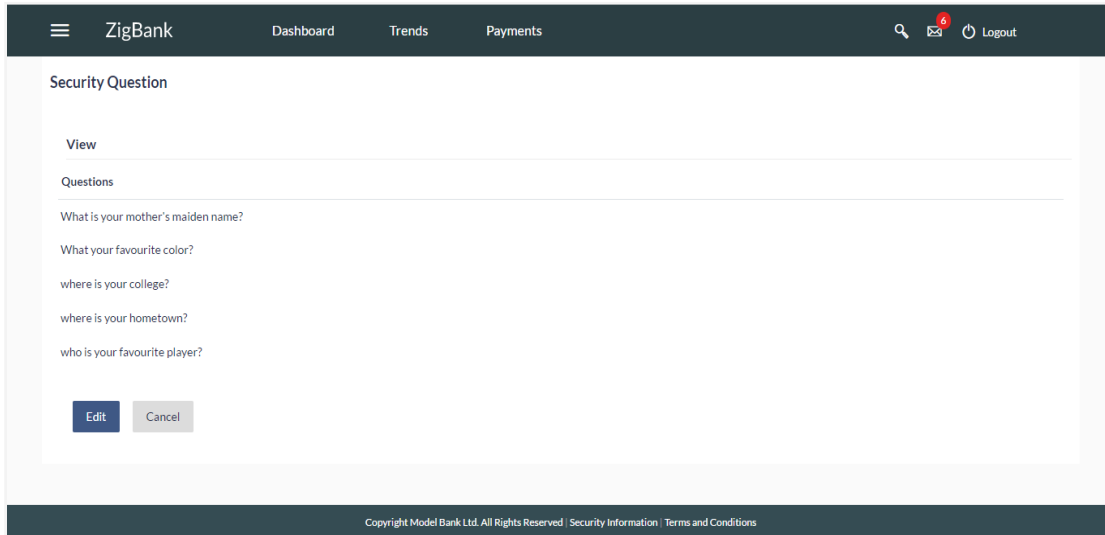 ZigBank Dashboard Trends Payments 6 Logout
Security Question
View
Questions
What is your mother's maiden name?
What your favourite color?
where is your college?
where is your hometown?
who is your favourite player?
Edit Cancel
Copyright Model Bank Ltd. All Rights Reserved | Security Information | Terms and Conditions